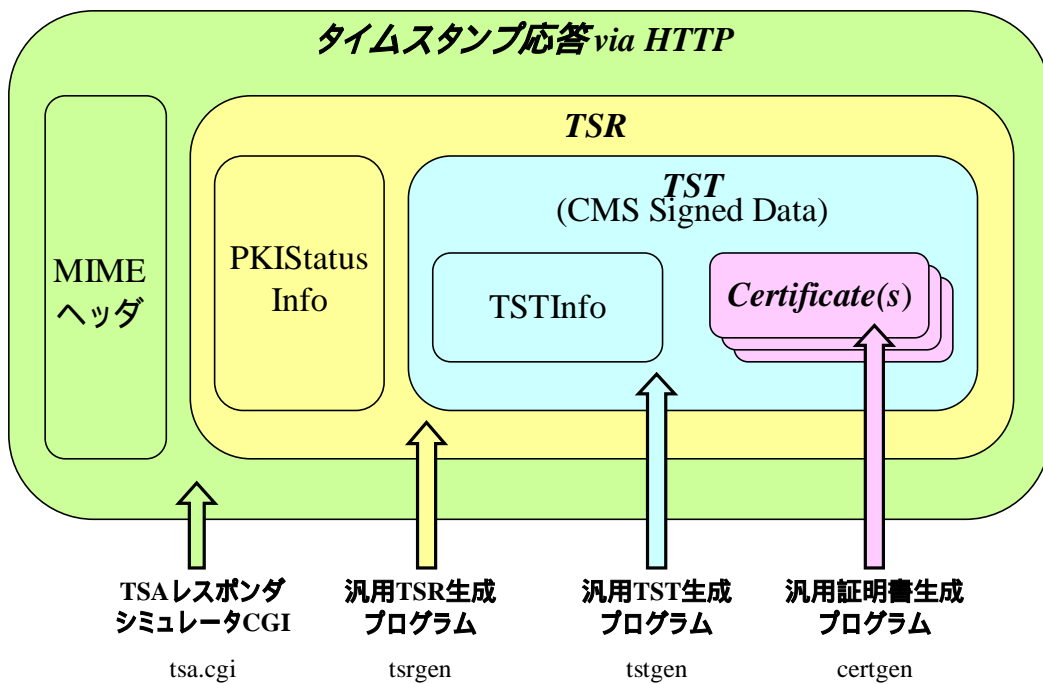 タイムスタンプ応答 via HTTP
TSR
TST
(CMS Signed Data)
MIME
ヘッダ
PKIStatus
Info
TSTInfo
Certificate(s)
TSAレスポンダ
シミュレータCGI
tsa.cgi
汎用TSR生成
プログラム
tsrgen
汎用TST生成
プログラム
tstgen
汎用証明書生成
プログラム
certgen